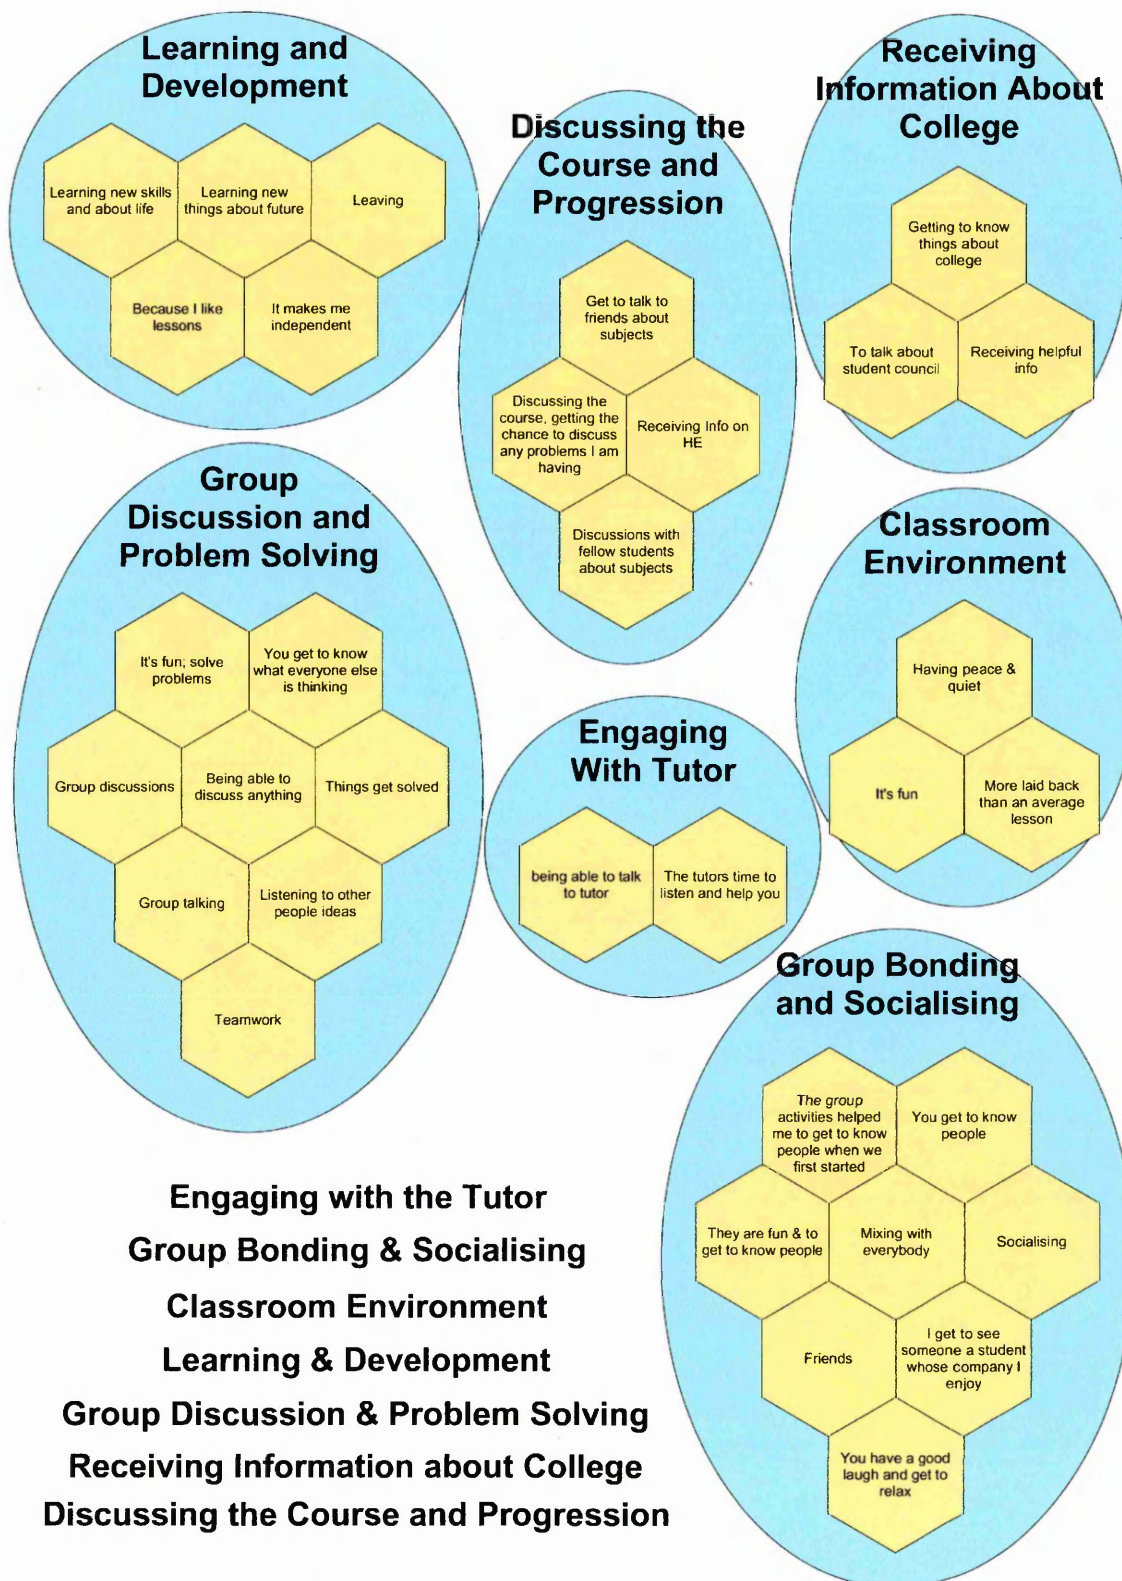 Learning and
Development
Learning new skills
and about life
Learning new
things about future
Leaving
Because I like
lessons
It makes me
independent
Discussing the
Course and
Progression
Get to talk to
friends about
subjects
Discussing the
course, getting the
chance to discuss
any problems I am
having
Receiving Info on
HE
Discussions with
fellow students
about subjects
Receiving
Information About
College
Getting to know
things about
college
To talk about
student council
Receiving helpful
info
Group
Discussion and
Problem Solving
It's fun; solve
problems
You get to know
what everyone else
is thinking
Group discussions
Being able to
discuss anything
Things get solved
Group talking
Listening to other
people ideas
Teamwork
Classroom
Environment
Having peace &
quiet
It's fun
More laid back
than an average
lesson
Engaging
With Tutor
being able to talk
to tutor
The tutors time to
listen and help you
Group Bonding
and Socialising
The group
activities helped
me to get to know
people when we
first started
You get to know
people
They are fun & to
get to know people
Mixing with
everybody
Socialising
Friends
I get to see
someone a student
whose company I
enjoy
You have a good
laugh and get to
relax
Engaging with the Tutor
Group Bonding & Socialising
Classroom Environment
Learning & Development
Group Discussion & Problem Solving
Receiving Information about College
Discussing the Course and Progression